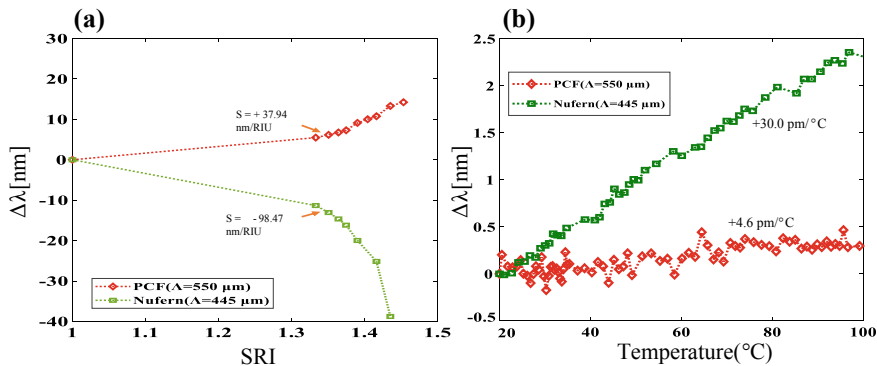 (a)
Δλ[nm]
30
20
10
0
-10
-20
-30
-40
S = + 37.94
nm/RIU
S = - 98.47
nm/RIU
PCF(Λ=550 μm)
Nufern(Λ=445 μm)
1
1.1
1.2
1.3
1.4
1.5
SRI
(b)
Δλ[nm]
2.5
2
1.5
1
0.5
0
-0.5
PCF(Λ=550 μm)
Nufern(Λ=445 μm)
+30.0 pm/°C
+4.6 pm/°C
20
40
60
80
100
Temperature(°C)